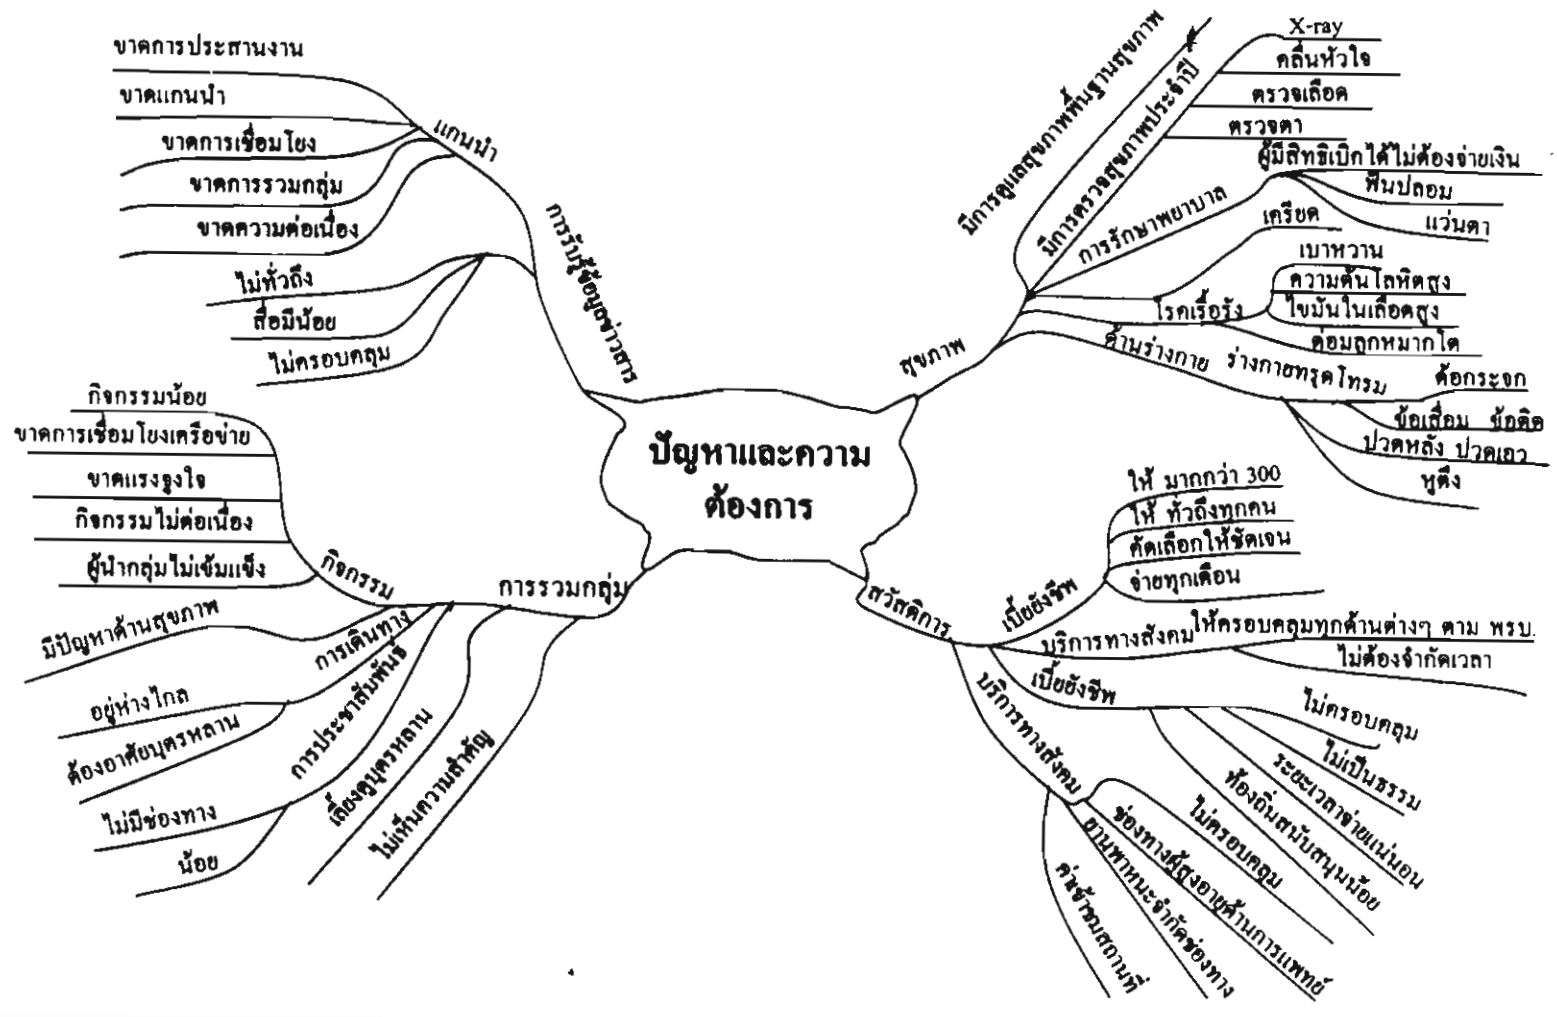 ปัญหาและความ
ต้องการ
การรับรู้ข้อมูลข่าวสาร
แกนนำ
ขาดการประสานงาน
ขาดแกนนำ
ขาดการเชื่อมโยง
ขาดการรวมกลุ่ม
ขาดความต่อเนื่อง
ไม่ทั่วถึง
สื่อมีน้อย
ไม่ครอบคลุม
สุขภาพ
มีการดูแลสุขภาพพื้นฐานสุขภาพ
มีการตรวจสุขภาพประจำปี
X-ray
คลื่นหัวใจ
ตรวจเลือด
ตรวจตา
การรักษาพยาบาล
ผู้มีสิทธิเบิกได้ไม่ต้องจ่ายเงิน
ฟันปลอม
แว่นตา
เครียด
โรคเรื้อรัง
เบาหวาน
ความดันโลหิตสูง
ไขมันในเลือดสูง
ต่อมลูกหมากโต
ด้านร่างกาย
ร่างกายทรุดโทรม
ต้อกระจก
ข้อเสื่อม ข้อติด
ปวดหลัง ปวดเอว
หูตึง
การรวมกลุ่ม
กิจกรรม
กิจกรรมน้อย
ขาดการเชื่อมโยงเครือข่าย
ขาดแรงจูงใจ
กิจกรรมไม่ต่อเนื่อง
ผู้นำกลุ่มไม่เข้มแข็ง
มีปัญหาด้านสุขภาพ
การเดินทาง
อยู่ห่างไกล
ต้องอาศัยบุตรหลาน
การประชาสัมพันธ์
ไม่มีช่องทาง
น้อย
เลี้ยงดูบุตรหลาน
ไม่เห็นความสำคัญ
สวัสดิการ
เบี้ยยังชีพ
ให้ มากกว่า 300
ให้ ทั่วถึงทุกคน
คัดเลือกให้ชัดเจน
จ่ายทุกเดือน
บริการทางสังคม
ให้ครอบคลุมทุกด้านต่างๆ ตาม พรบ.
ไม่ต้องจำกัดเวลา
เบี้ยยังชีพ
ไม่ครอบคลุม
ไม่เป็นธรรม
ระยะเวลาจ่ายแน่นอน
ท้องถิ่นสนับสนุนน้อย
บริการทางสังคม
ไม่ครอบคลุม
ช่องทางผู้สูงอายุด้านการแพทย์
ยานพาหนะจำกัดช่องทาง
ค่าเข้าชมสถานที่